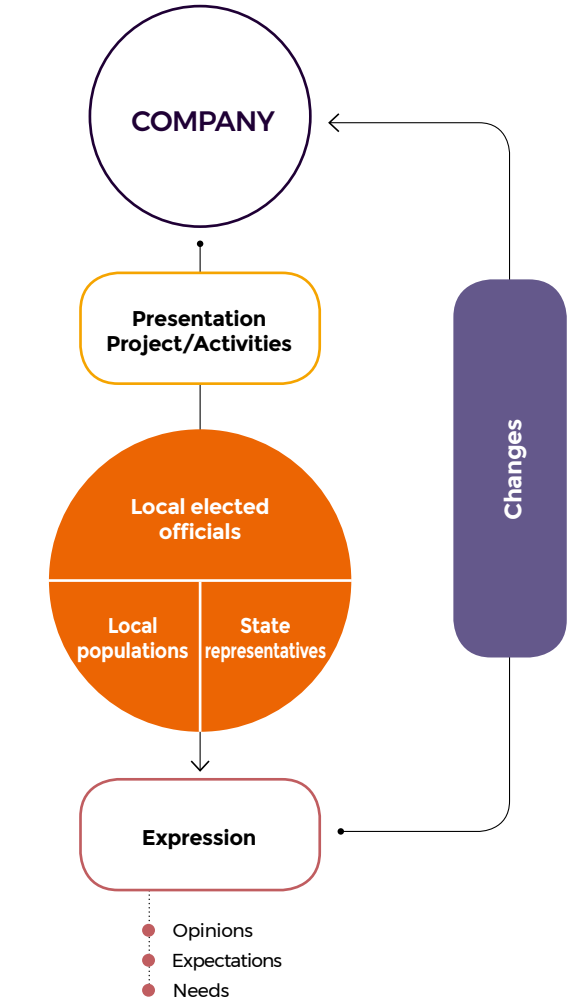 COMPANY
Presentation
Project/Activities
Local elected
officials
Local
populations
State
representatives
Changes
Expression
Opinions
Expectations
Needs